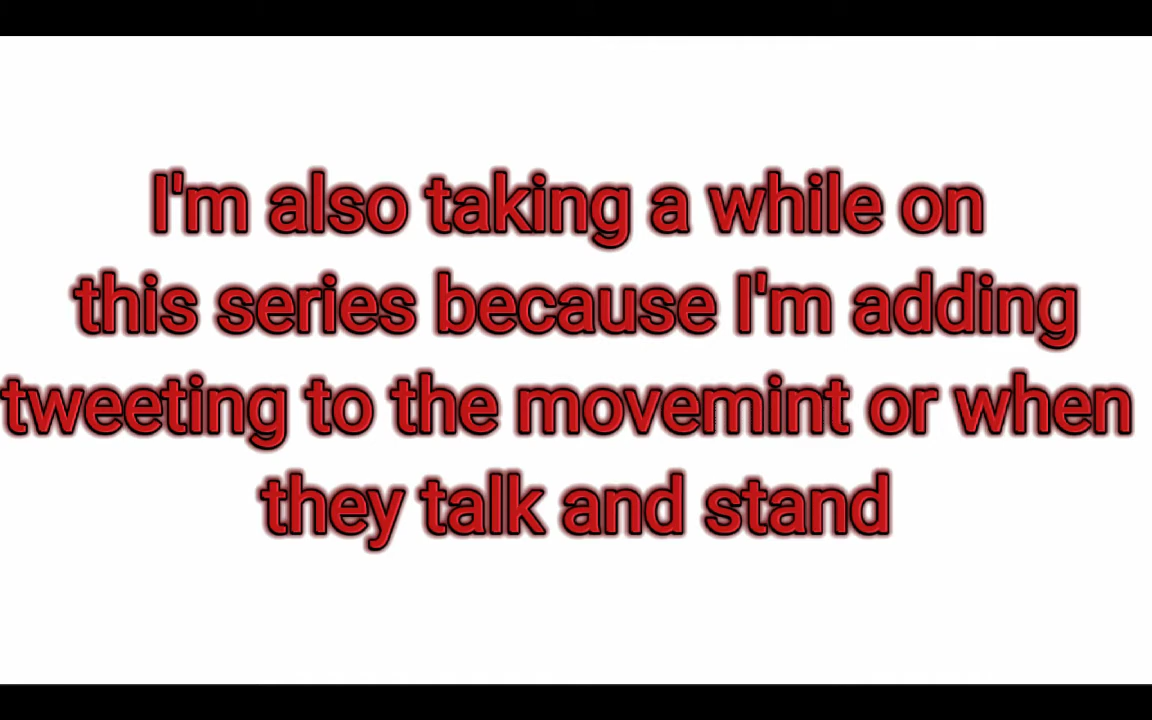 I'm also taking a while on
this series because I'm adding
tweeting to the movemint or when
they talk and stand